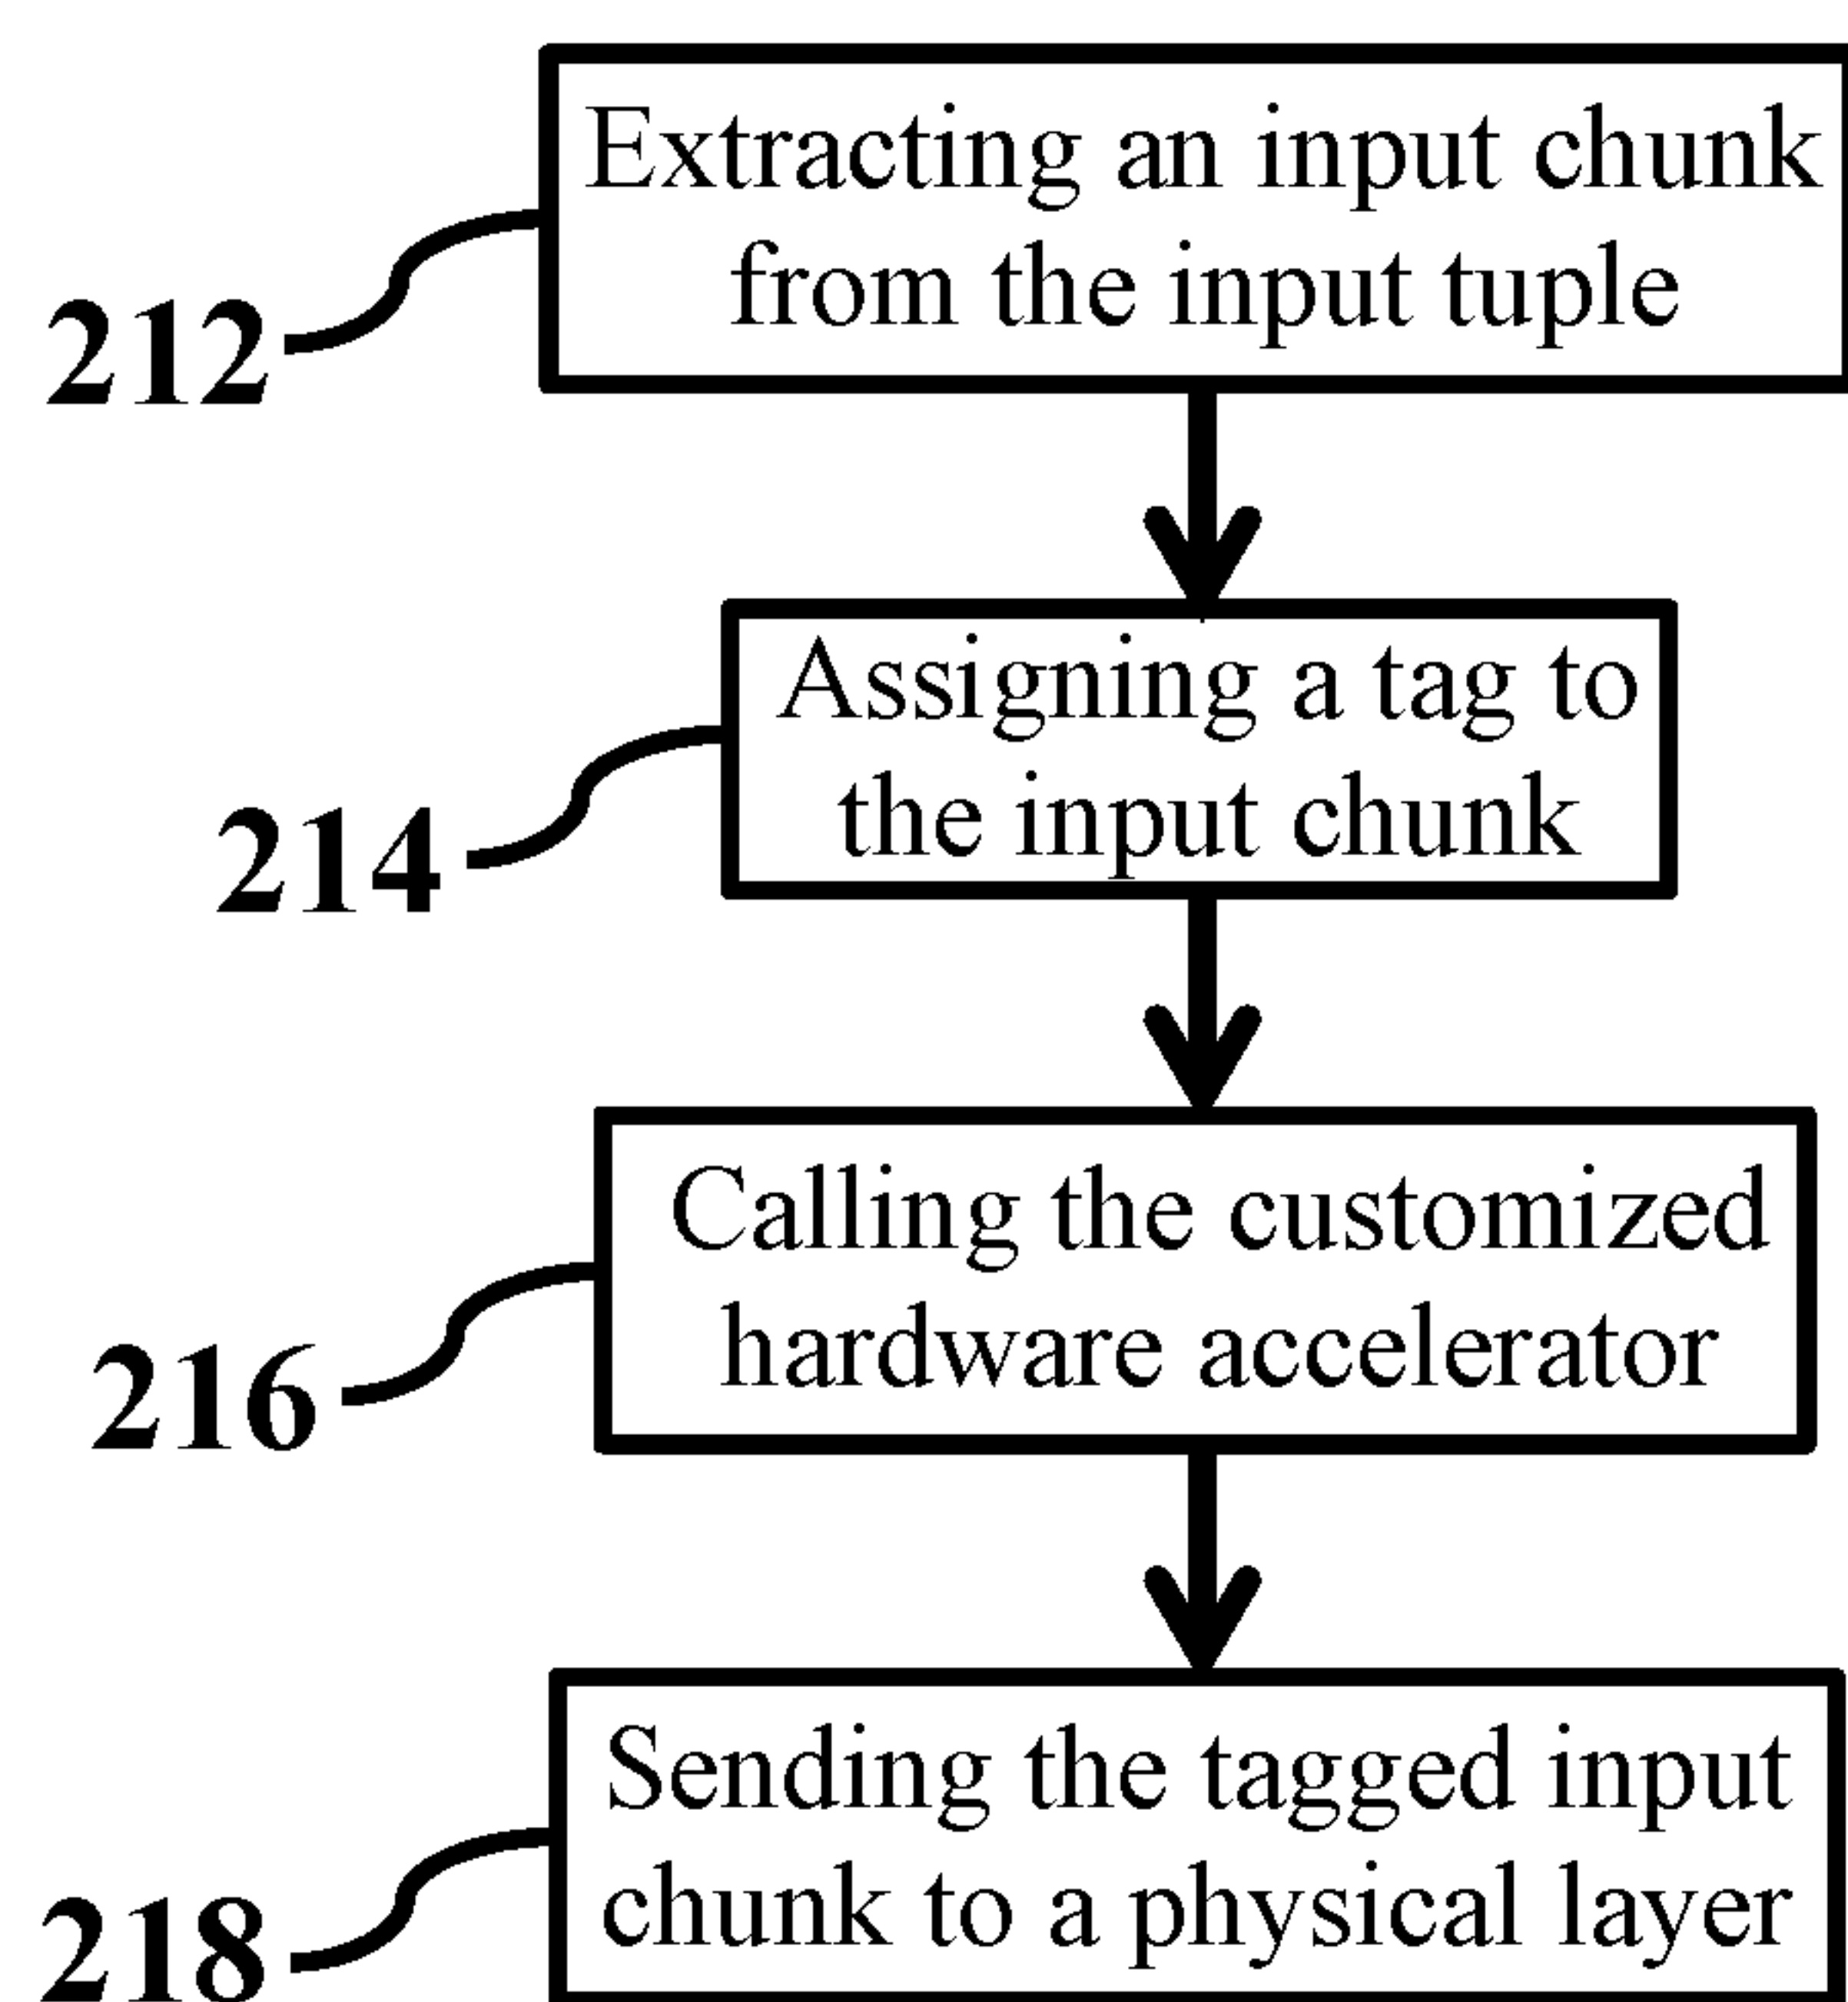 Extracting an input chunk
from the input tuple
212
Assigning a tag to
the input chunk
214
Calling the customized
hardware accelerator
216
Sending the tagged input
chunk to a physical layer
218